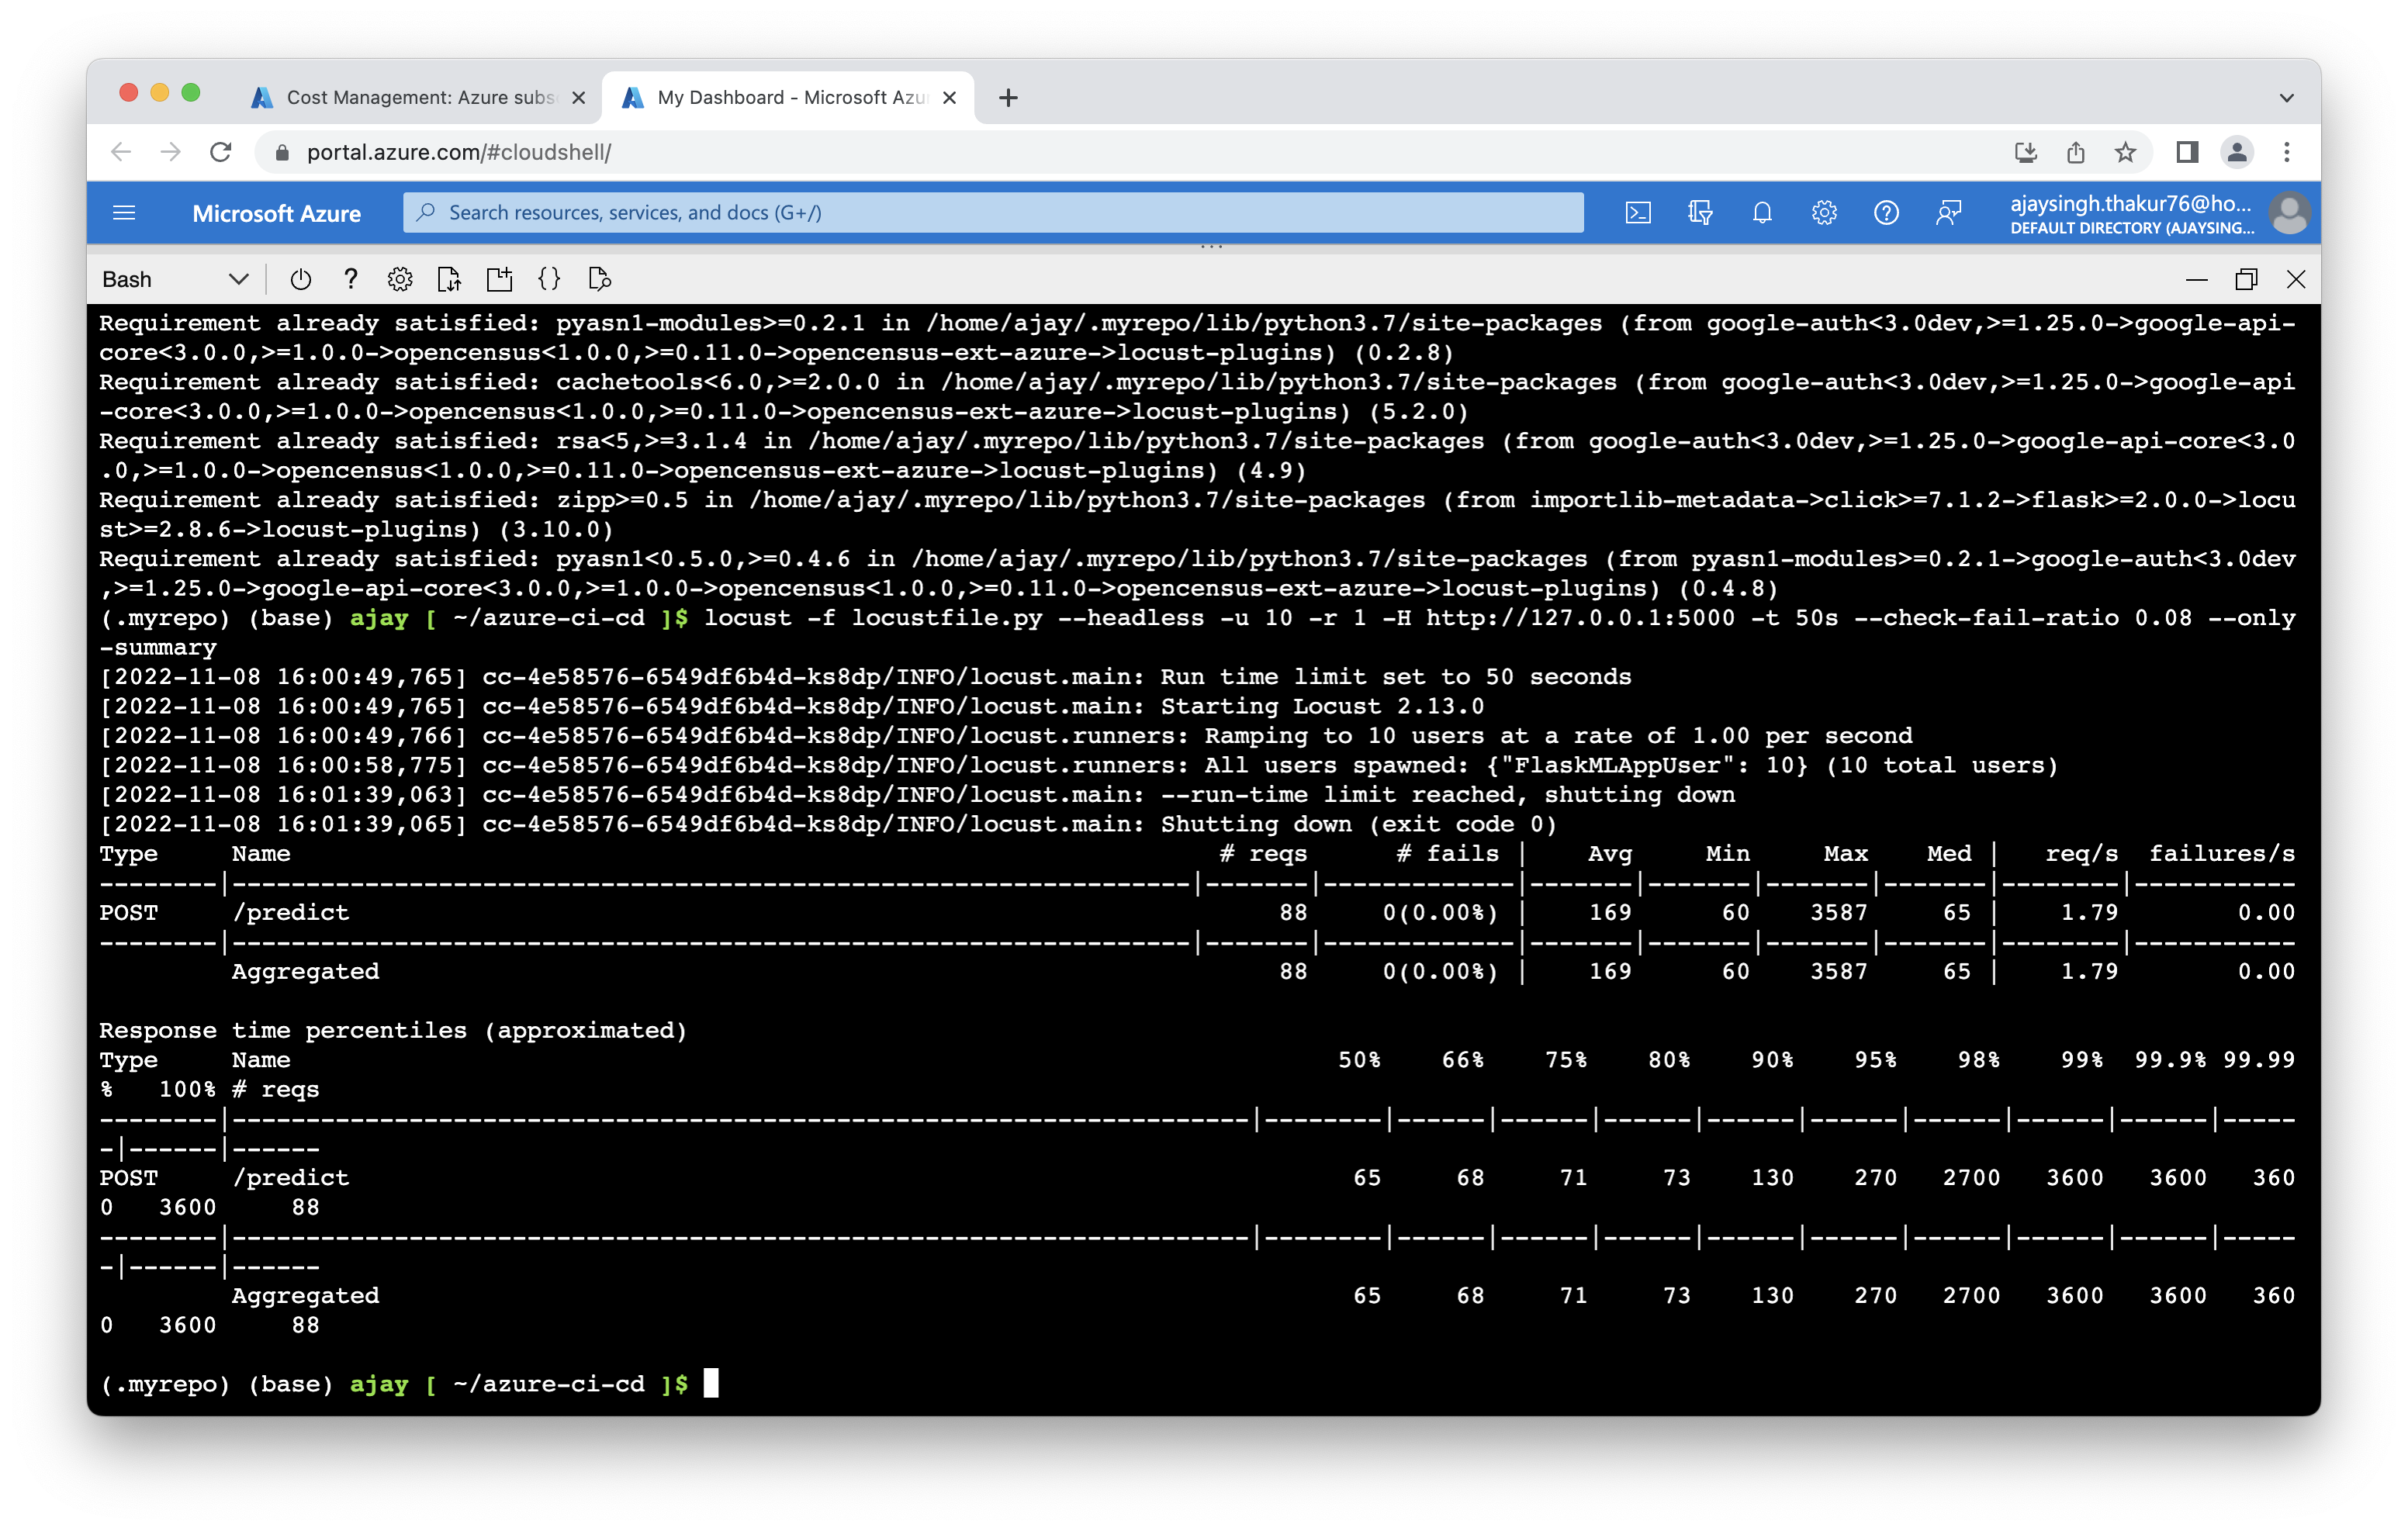 Cost Management: Azure subs
My Dashboard - Microsoft Azu
portal.azure.com/#cloudshell/
Microsoft Azure
Search resources, services, and docs (G+/)
ajaysingh.thakur76@ho...
DEFAULT DIRECTORY (AJAYSING...
Bash
Requirement already satisfied: pyasn1-modules>=0.2.1 in /home/ajay/.myrepo/lib/python3.7/site-packages (from google-auth<3.0dev,>=1.25.0->google-api-
core<3.0.0,>=1.0.0->opencensus<1.0.0,>=0.11.0->opencensus-ext-azure->locust-plugins) (0.2.8)
Requirement already satisfied: cachetools<6.0,>=2.0.0 in /home/ajay/.myrepo/lib/python3.7/site-packages (from google-auth<3.0dev,>=1.25.0->google-api
-core<3.0.0,>=1.0.0->opencensus<1.0.0,>=0.11.0->opencensus-ext-azure->locust-plugins) (5.2.0)
Requirement already satisfied: rsa<5,>=3.1.4 in /home/ajay/.myrepo/lib/python3.7/site-packages (from google-auth<3.0dev,>=1.25.0->google-api-core<3.0
.0,>=1.0.0->opencensus<1.0.0,>=0.11.0->opencensus-ext-azure->locust-plugins) (4.9)
Requirement already satisfied: zipp>=0.5 in /home/ajay/.myrepo/lib/python3.7/site-packages (from importlib-metadata->click>=7.1.2->flask>=2.0.0->locu
st>=2.8.6->locust-plugins) (3.10.0)
Requirement already satisfied: pyasn1<0.5.0,>=0.4.6 in /home/ajay/.myrepo/lib/python3.7/site-packages (from pyasn1-modules>=0.2.1->google-auth<3.0dev
,>=1.25.0->google-api-core<3.0.0,>=1.0.0->opencensus<1.0.0,>=0.11.0->opencensus-ext-azure->locust-plugins) (0.4.8)
(.myrepo) (base) ajay [ ~/azure-ci-cd ]$ locust -f locustfile.py --headless -u 10 -r 1 -H http://127.0.0.1:5000 -t 50s --check-fail-ratio 0.08 --only
-summary
[2022-11-08 16:00:49,765] cc-4e58576-6549df6b4d-ks8dp/INFO/locust.main: Run time limit set to 50 seconds
[2022-11-08 16:00:49,765] cc-4e58576-6549df6b4d-ks8dp/INFO/locust.main: Starting Locust 2.13.0
[2022-11-08 16:00:49,766] cc-4e58576-6549df6b4d-ks8dp/INFO/locust.runners: Ramping to 10 users at a rate of 1.00 per second
[2022-11-08 16:00:58,775] cc-4e58576-6549df6b4d-ks8dp/INFO/locust.runners: All users spawned: {"FlaskMLAppUser": 10} (10 total users)
[2022-11-08 16:01:39,063] cc-4e58576-6549df6b4d-ks8dp/INFO/locust.main: --run-time limit reached, shutting down
[2022-11-08 16:01:39,065] cc-4e58576-6549df6b4d-ks8dp/INFO/locust.main: Shutting down (exit code 0)
Type Name # reqs # fails | Avg Min Max Med | req/s failures/s
--------|-----------------------------------------------------------------|-------|-------------|-------|-------|-------|-------|--------|-----------
POST /predict 88 0(0.00%) | 169 60 3587 65 | 1.79 0.00
--------|-----------------------------------------------------------------|-------|-------------|-------|-------|-------|-------|--------|-----------
Aggregated 88 0(0.00%) | 169 60 3587 65 | 1.79 0.00
Response time percentiles (approximated)
Type Name 50% 66% 75% 80% 90% 95% 98% 99% 99.9% 99.99
% 100% # reqs
--------|---------------------------------------------------------------------|--------|------|------|------|------|------|------|------|------|-----
-|------|------
POST /predict 65 68 71 73 130 270 2700 3600 3600 360
0 3600 88
--------|---------------------------------------------------------------------|--------|------|------|------|------|------|------|------|------|-----
-|------|------
Aggregated 65 68 71 73 130 270 2700 3600 3600 360
0 3600 88
(.myrepo) (base) ajay [ ~/azure-ci-cd ]$